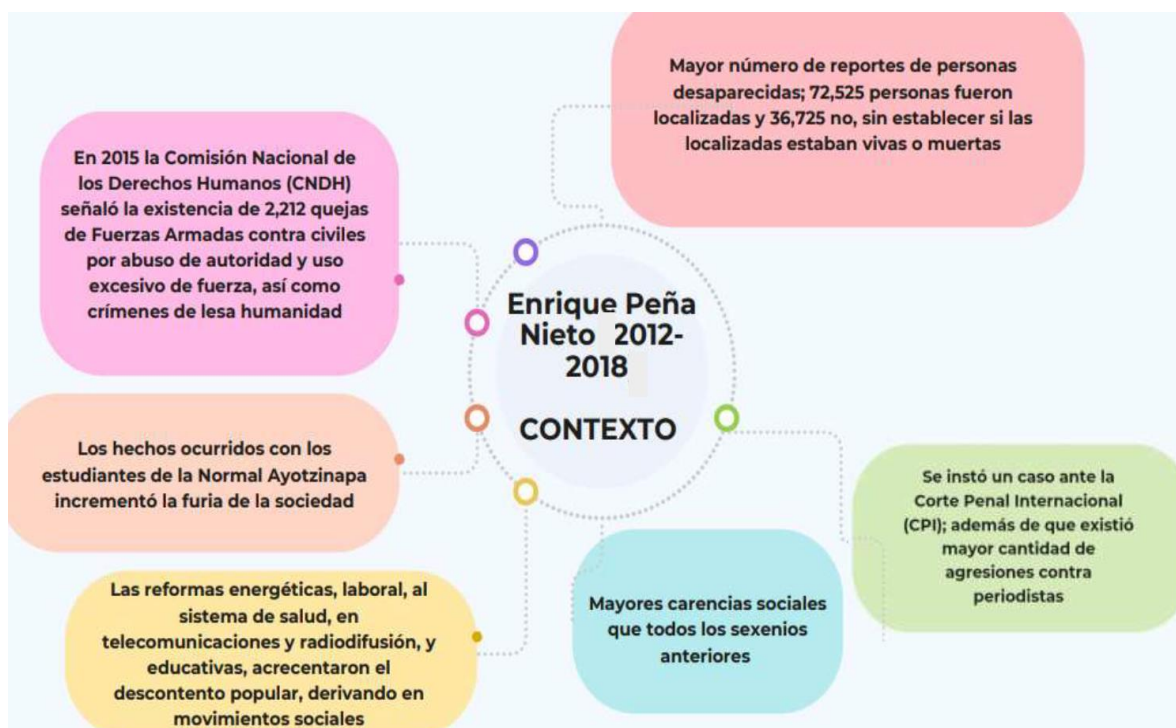 Mayor número de reportes de personas
desaparecidas; 72,525 personas fueron
localizadas y 36,725 no, sin establecer si las
localizadas estaban vivas o muertas
En 2015 la Comisión Nacional de
los Derechos Humanos (CNDH)
señaló la existencia de 2,212 quejas
de Fuerzas Armadas contra civiles
por abuso de autoridad y uso
excesivo de fuerza, así como
crímenes de lesa humanidad
Enrique Peña
Nieto 2012-
2018
CONTEXTO
Los hechos ocurridos con los
estudiantes de la Normal Ayotzinapa
incrementó la furia de la sociedad
Se instó un caso ante la
Corte Penal Internacional
(CPI); además de que existió
mayor cantidad de
agresiones contra
periodistas
Las reformas energéticas, laboral, al
sistema de salud, en
telecomunicaciones y radiodifusión, y
educativas, acrecentaron el
descontento popular, derivando en
movimientos sociales
Mayores carencias sociales
que todos los sexenios
anteriores